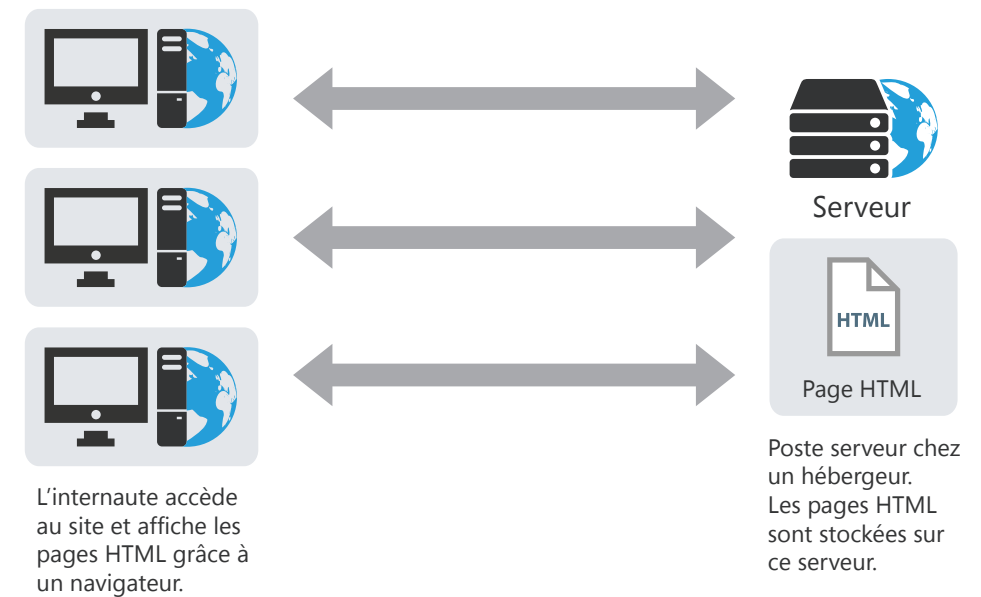 Serveur
HTML
Page HTML
Poste serveur chez
un hébergeur.
Les pages HTML
sont stockées sur
ce serveur.
L’internaute accède
au site et affiche les
pages HTML grâce à
un navigateur.